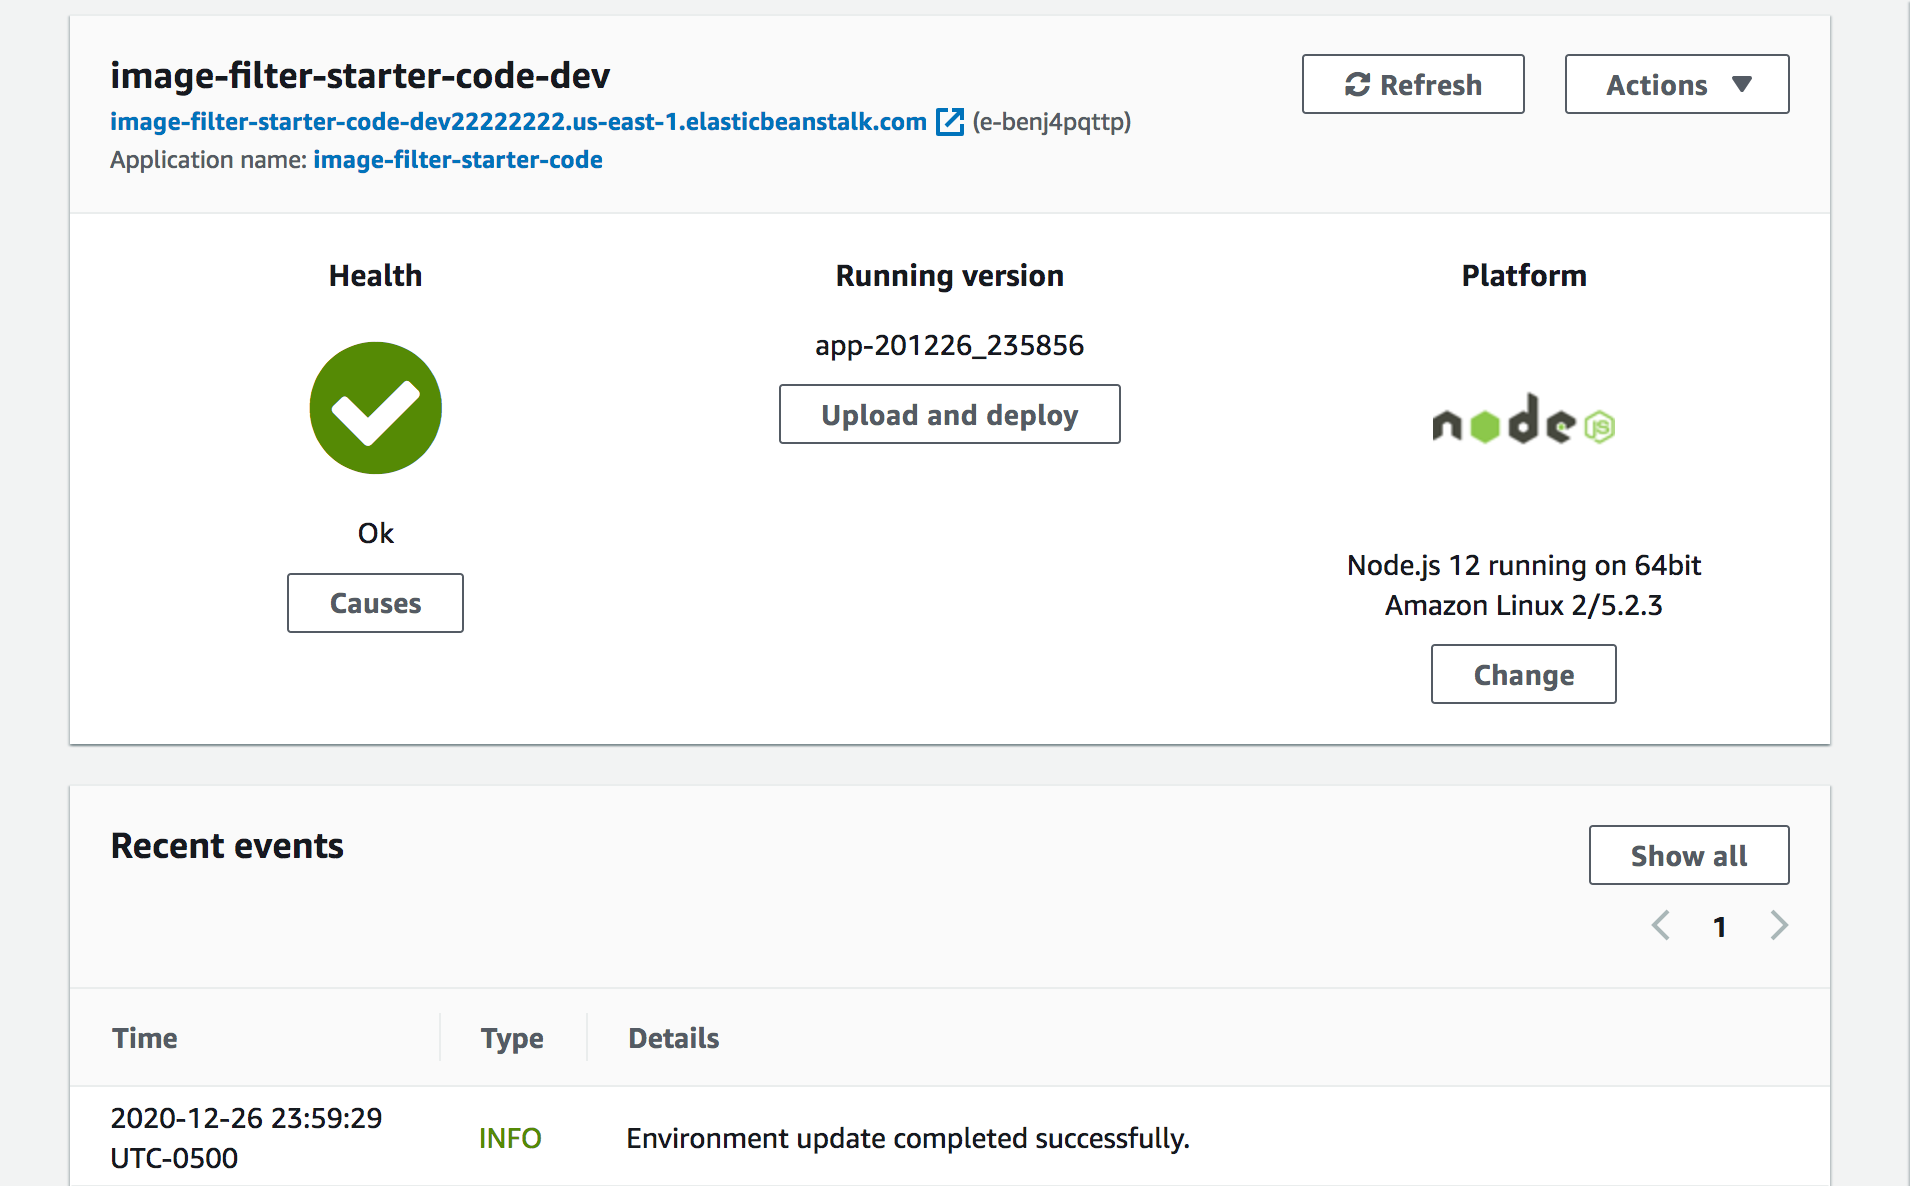 image-filter-starter-code-dev
Refresh
Actions
image-filter-starter-code-dev22222222.us-east-1.elasticbeanstalk.com (e-benj4pqttp)
Application name: image-filter-starter-code
Health
Ok
Causes
Running version
app-201226_235856
Upload and deploy
Platform
node JS
Node.js 12 running on 64bit
Amazon Linux 2/5.2.3
Change
Recent events
Show all
1
Time Type Details
2020-12-26 23:59:29
UTC-0500
INFO
Environment update completed successfully.